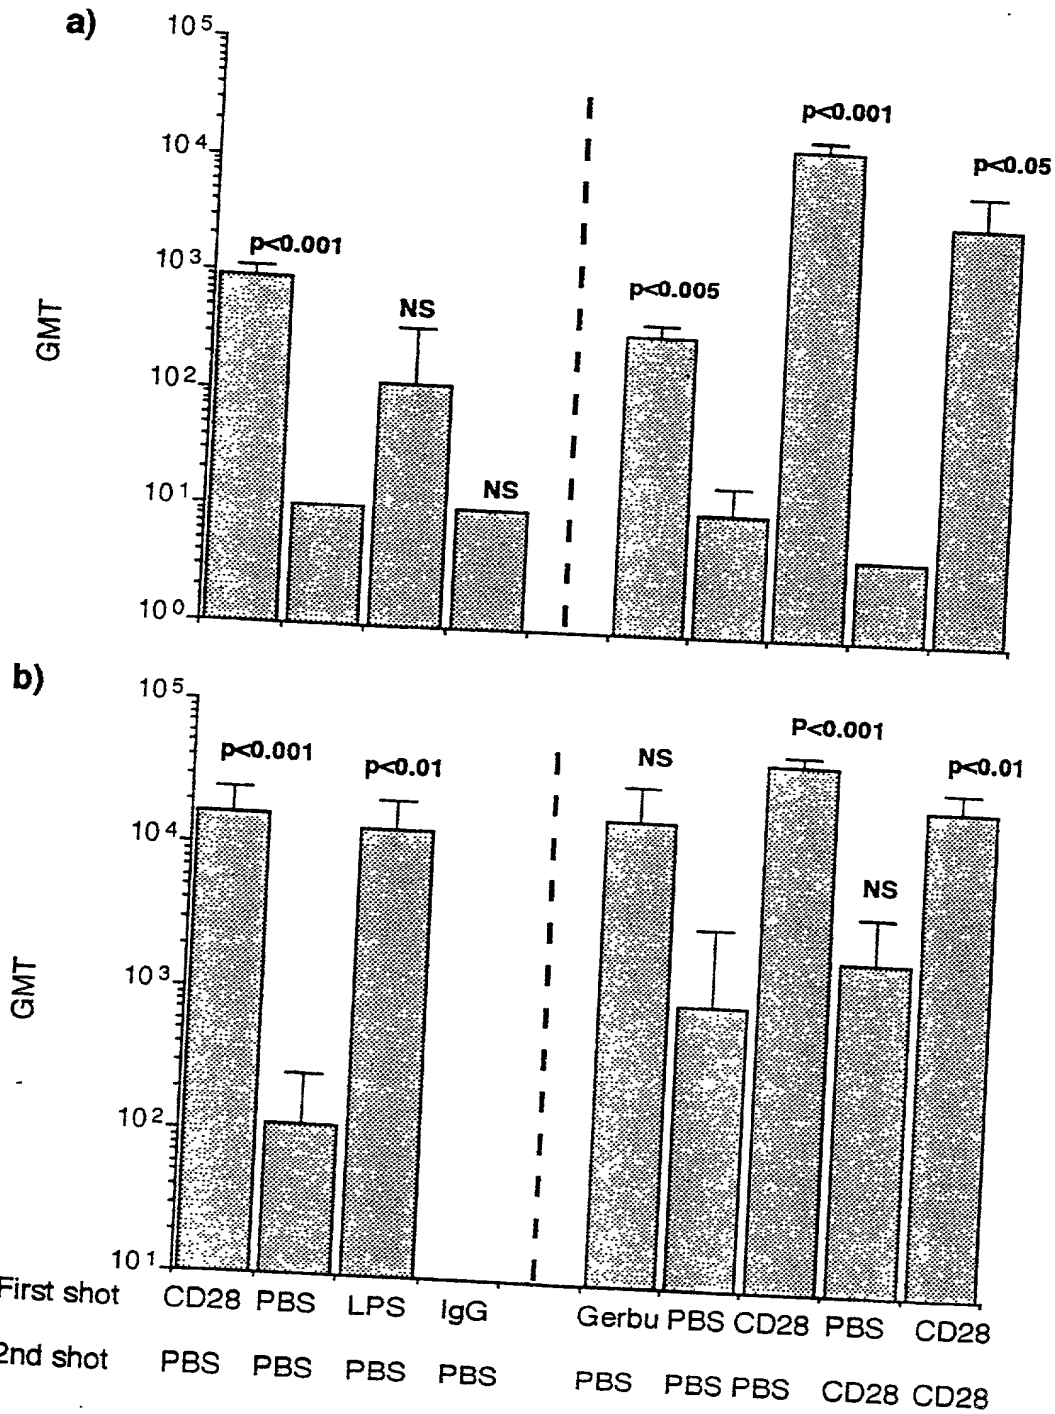 a)
10⁵
p<0.001
10⁴
p<0.05
p<0.001
10³
p<0.005
NS
GMT
10²
NS
10¹
10⁰
b)
10⁵
P<0.001
p<0.001
NS
p<0.01
p<0.01
10⁴
NS
10³
GMT
10²
10¹
First shot CD28 PBS LPS IgG Gerbu PBS CD28 PBS CD28
2nd shot PBS PBS PBS PBS PBS PBS PBS CD28 CD28